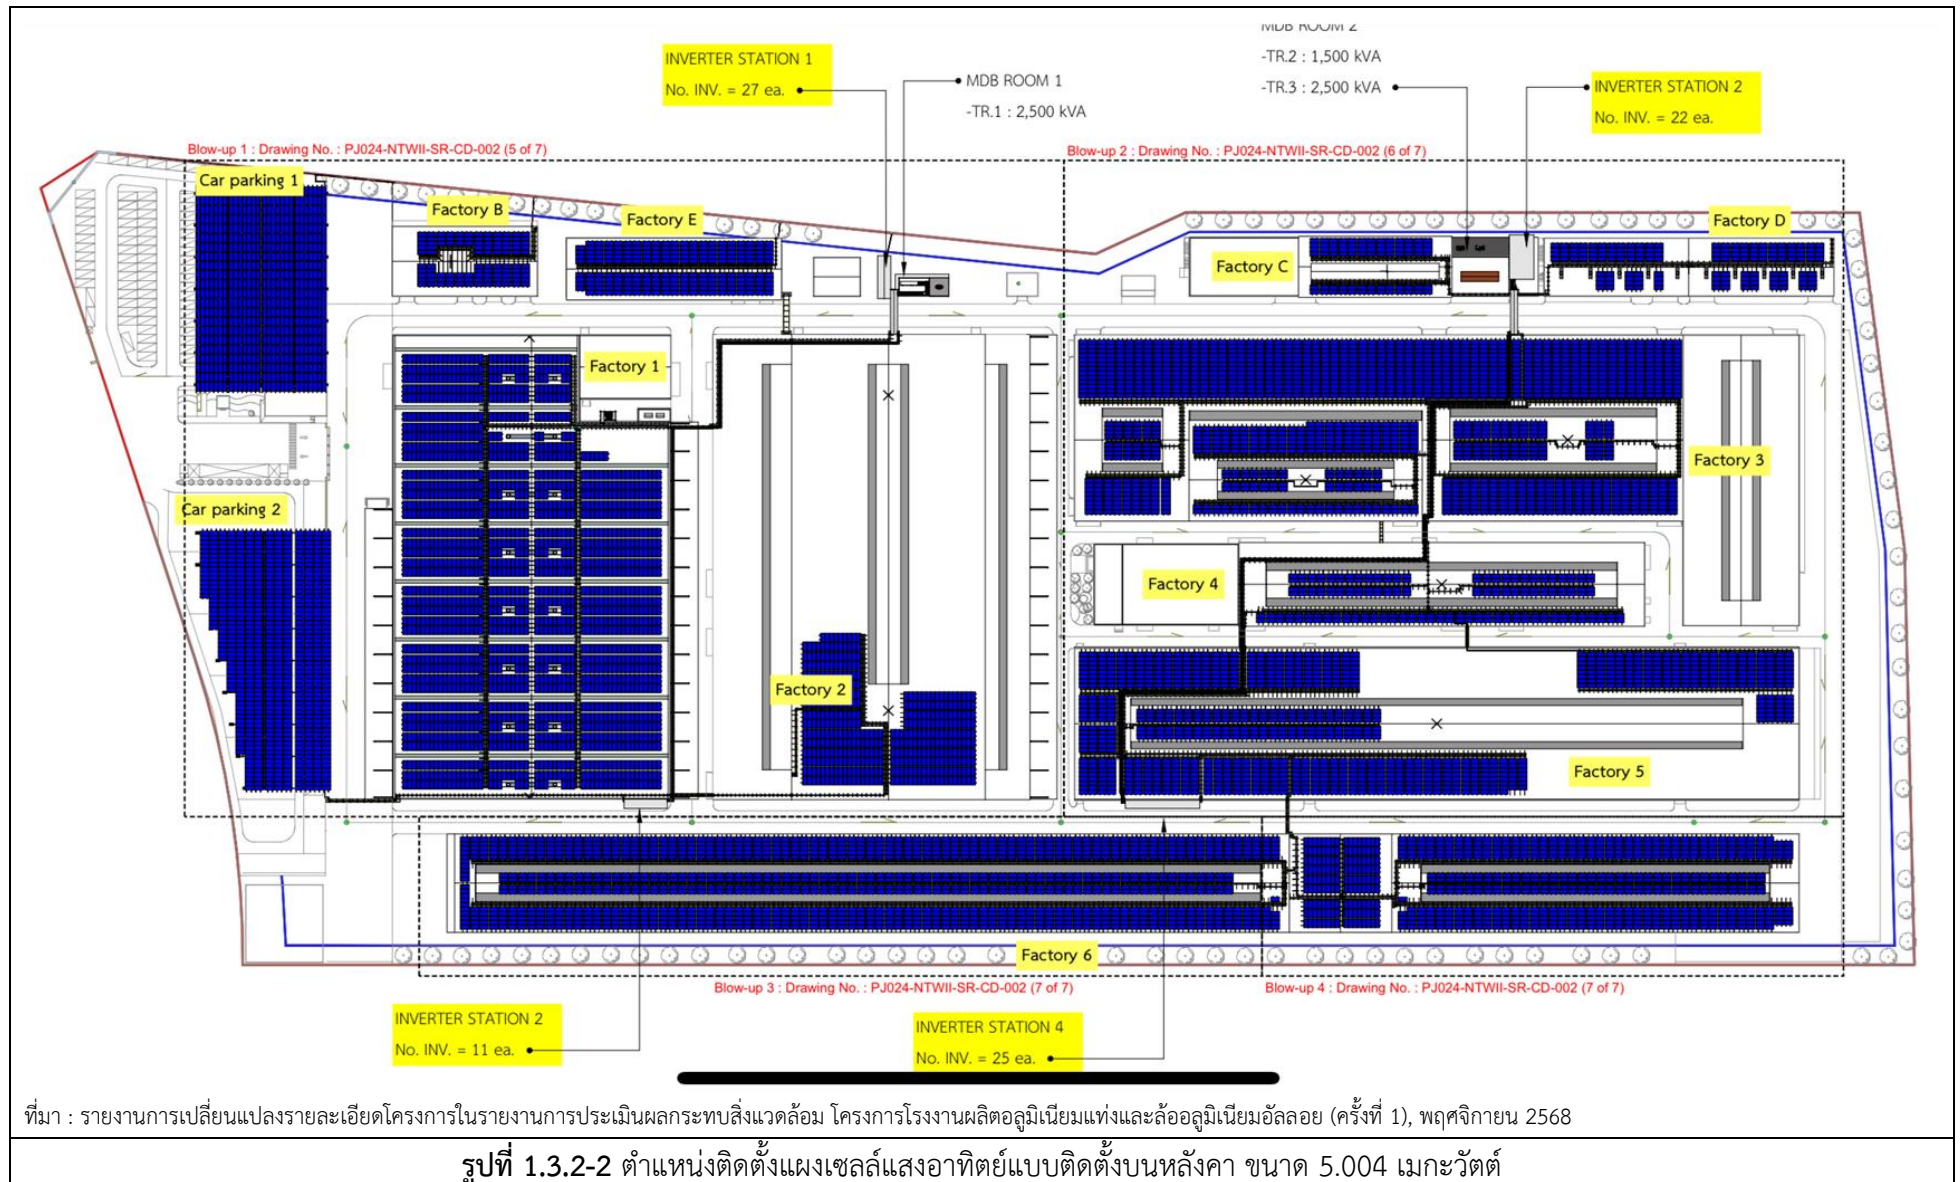 MDB ROOM 2
INVERTER STATION 1
No. INV. = 27 ea.
-TR.2 : 1,500 kVA
-TR.3 : 2,500 kVA
MDB ROOM 1
-TR.1 : 2,500 kVA
INVERTER STATION 2
No. INV. = 22 ea.
Blow-up 1 : Drawing No. : PJ024-NTWII-SR-CD-002 (5 of 7)
Blow-up 2 : Drawing No. : PJ024-NTWII-SR-CD-002 (6 of 7)
Car parking 1
Factory B
Factory E
Factory D
Factory C
Factory 1
Factory 3
Car parking 2
Factory 4
Factory 2
Factory 5
Factory 6
Blow-up 3 : Drawing No. : PJ024-NTWII-SR-CD-002 (7 of 7)
Blow-up 4 : Drawing No. : PJ024-NTWII-SR-CD-002 (7 of 7)
INVERTER STATION 2
No. INV. = 11 ea.
INVERTER STATION 4
No. INV. = 25 ea.
ที่มา : รายงานการเปลี่ยนแปลงรายละเอียดโครงการในรายงานการประเมินผลกระทบสิ่งแวดล้อม โครงการโรงงานผลิตอลูมิเนียมแท่งและล้ออลูมิเนียมอัลลอย (ครั้งที่ 1), พฤศจิกายน 2568
รูปที่ 1.3.2-2 ตำแหน่งติดตั้งแผงเซลล์แสงอาทิตย์แบบติดตั้งบนหลังคา ขนาด 5.004 เมกะวัตต์